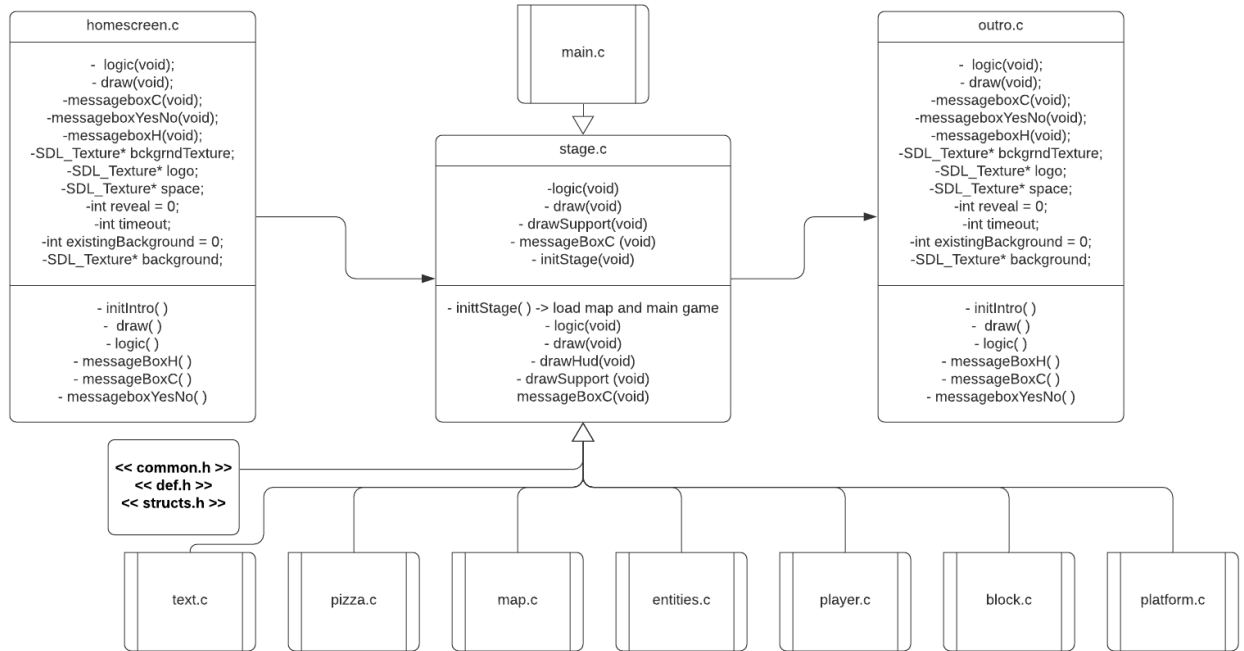 homescreen.c
- logic(void);
- draw(void);
-messageboxC(void);
-messageboxYesNo(void);
-messageboxH(void);
-SDL_Texture* bckgrndTexture;
-SDL_Texture* logo;
-SDL_Texture* space;
-int reveal = 0;
-int timeout;
-int existingBackground = 0;
-SDL_Texture* background;
- initIntro( )
- draw( )
- logic( )
- messageBoxH( )
- messageBoxC( )
- messageboxYesNo( )
main.c
stage.c
-logic(void)
- draw(void)
- drawSupport(void)
- messageBoxC (void)
- initStage(void)
- inittStage( ) -> load map and main game
- logic(void)
- draw(void)
- drawHud(void)
- drawSupport (void)
messageBoxC(void)
outro.c
- logic(void);
- draw(void);
-messageboxC(void);
-messageboxYesNo(void);
-messageboxH(void);
-SDL_Texture* bckgrndTexture;
-SDL_Texture* logo;
-SDL_Texture* space;
-int reveal = 0;
-int timeout;
-int existingBackground = 0;
-SDL_Texture* background;
- initIntro( )
- draw( )
- logic( )
- messageBoxH( )
- messageBoxC( )
- messageboxYesNo( )
<< common.h >>
<< def.h >>
<< structs.h >>
text.c
pizza.c
map.c
entities.c
player.c
block.c
platform.c